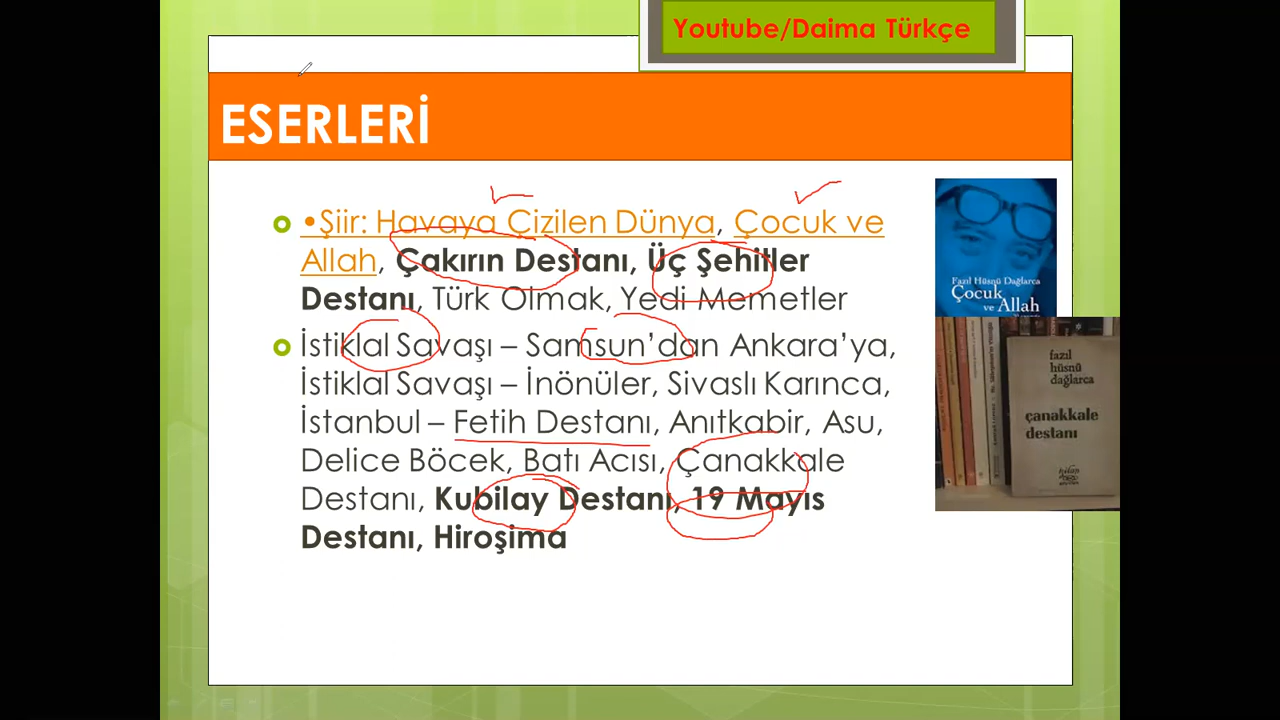 Youtube/Daima Türkçe
ESERLERİ
•Şiir: Havaya Çizilen Dünya, Çocuk ve
Allah, Çakırın Destanı, Üç Şehitler
Destanı, Türk Olmak, Yedi Memetler
İstiklal Savaşı – Samsun’dan Ankara’ya,
İstiklal Savaşı – İnönüler, Sivaslı Karınca,
İstanbul – Fetih Destanı, Anıtkabir, Asu,
Delice Böcek, Batı Acısı, Çanakkale
Destanı, Kubilay Destanı, 19 Mayıs
Destanı, Hiroşima
Fazıl Hüsnü Dağlarca
Çocuk
ve Allah
fazıl
hüsnü
dağlarca
çanakkale
destanı